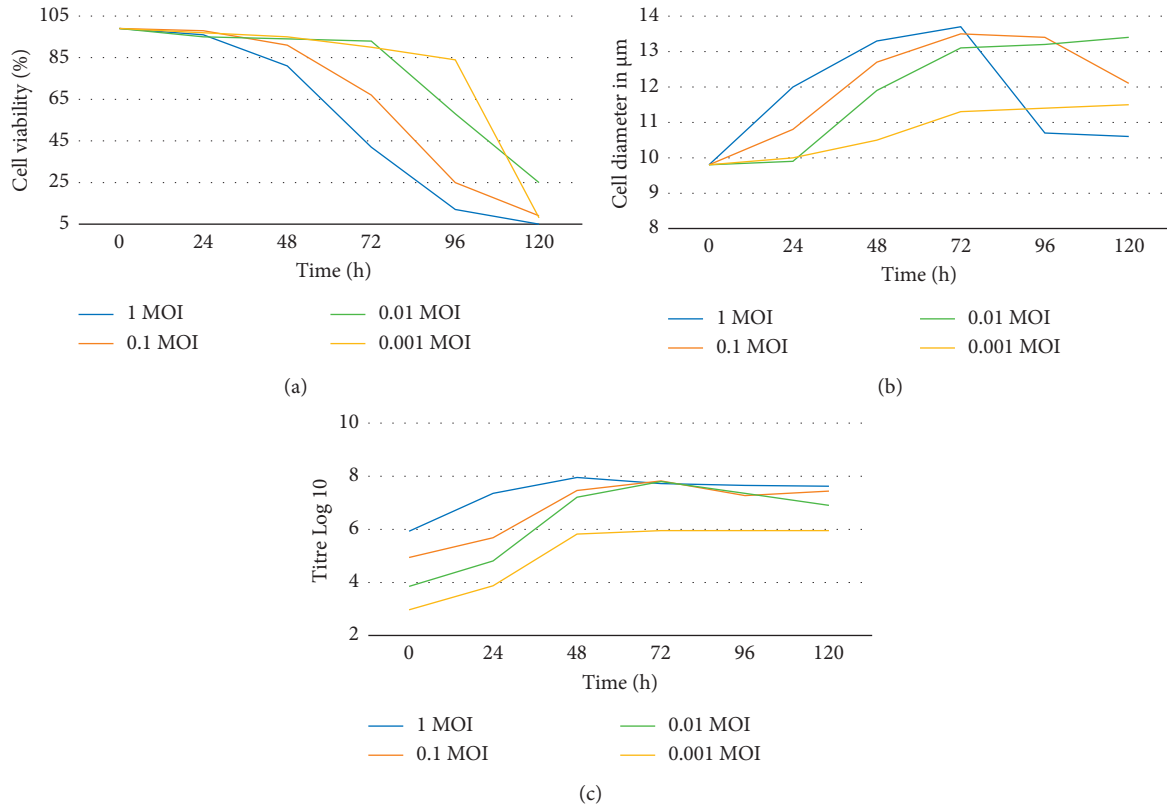 Cell viability (%)
105
85
65
45
25
5
0 24 48 72 96 120
Time (h)
1 MOI
0.1 MOI
0.01 MOI
0.001 MOI
(a)
Cell diameter in µm
14
13
12
11
10
9
8
0 24 48 72 96 120
Time (h)
1 MOI
0.1 MOI
0.01 MOI
0.001 MOI
(b)
Titre Log 10
10
8
6
4
2
0 24 48 72 96 120
Time (h)
1 MOI
0.1 MOI
0.01 MOI
0.001 MOI
(c)